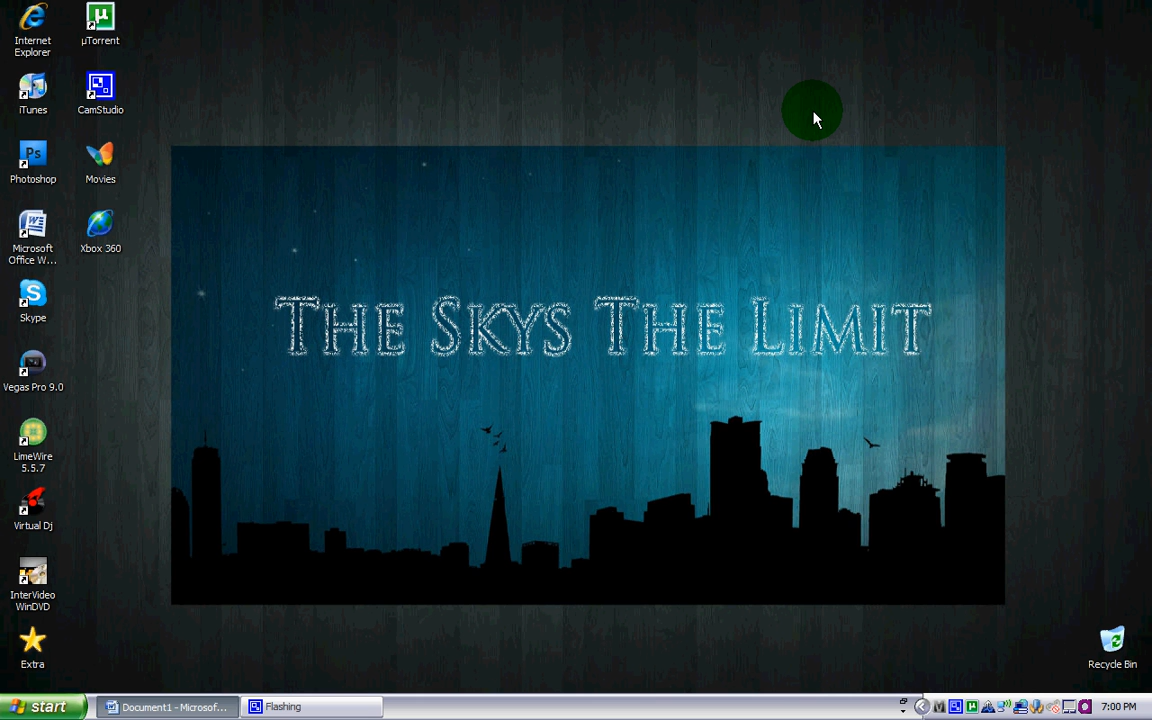 Internet
Explorer
µTorrent
iTunes
CamStudio
Ps
Photoshop
Movies
W
Microsoft
Office W...
Xbox 360
S
Skype
Vegas Pro 9.0
LimeWire
5.5.7
Virtual Dj
InterVideo
WinDVD
Extra
The Skys The Limit
Recycle Bin
start
Document1 - Microsof...
Flashing
7:00 PM